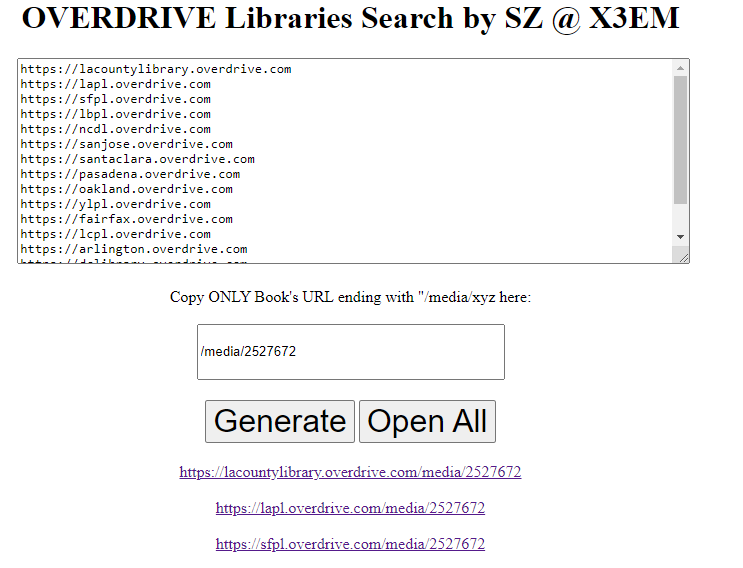 OVERDRIVE Libraries Search by SZ @ X3EM
https://lacountylibrary.overdrive.com
https://lapl.overdrive.com
https://sfpl.overdrive.com
https://lbpl.overdrive.com
https://ncdl.overdrive.com
https://sanjose.overdrive.com
https://santaclara.overdrive.com
https://pasadena.overdrive.com
https://oakland.overdrive.com
https://ylpl.overdrive.com
https://fairfax.overdrive.com
https://lcpl.overdrive.com
https://arlington.overdrive.com
Copy ONLY Book's URL ending with "/media/xyz here:
/media/2527672
Generate Open All
https://lacountylibrary.overdrive.com/media/2527672
https://lapl.overdrive.com/media/2527672
https://sfpl.overdrive.com/media/2527672